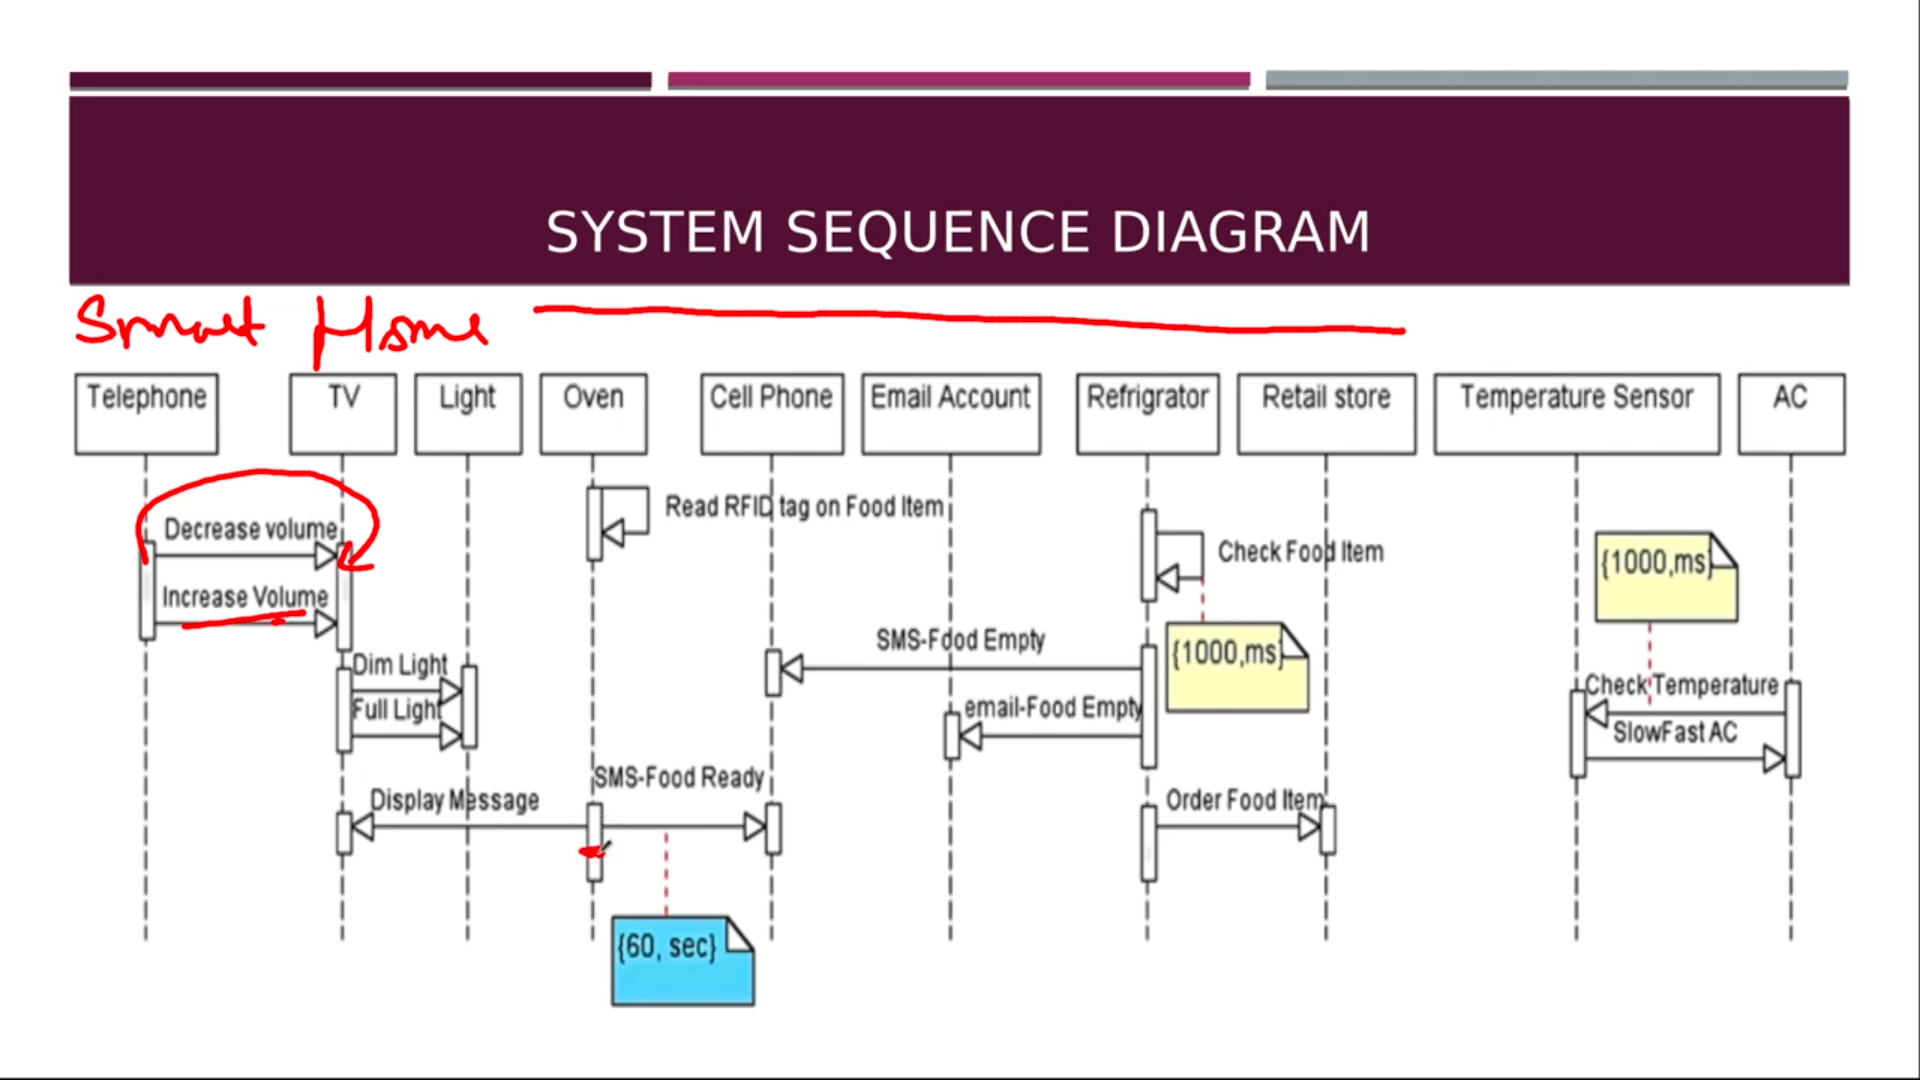 SYSTEM SEQUENCE DIAGRAM
Smart Home
Telephone
TV
Light
Oven
Cell Phone
Email Account
Refrigrator
Retail store
Temperature Sensor
AC
Read RFID tag on Food Item
Decrease volume
Check Food Item
{1000,ms}
Increase Volume
SMS-Food Empty
{1000,ms}
Dim Light
Check Temperature
Full Light
email-Food Empty
SlowFast AC
SMS-Food Ready
Display Message
Order Food Item
{60, sec}